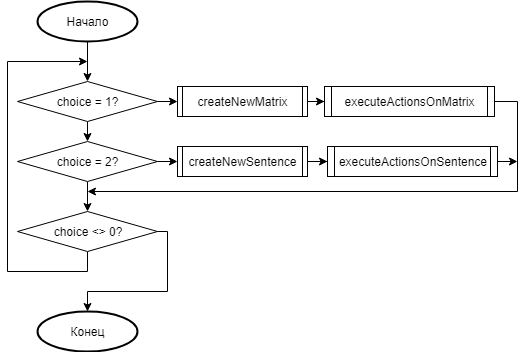 Начало
choice = 1?
createNewMatrix
executeActionsOnMatrix
choice = 2?
createNewSentence
executeActionsOnSentence
choice <> 0?
Конец